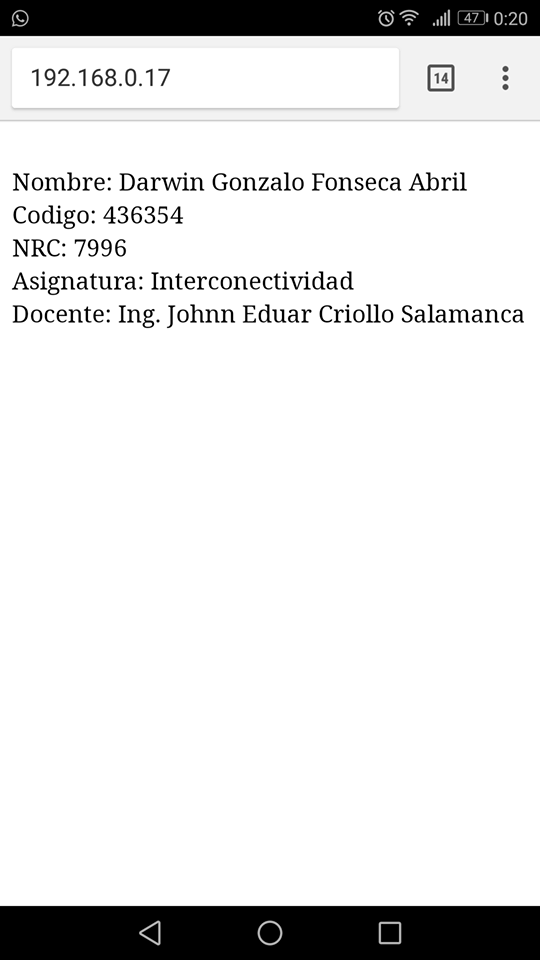 47 0:20
192.168.0.17
14
Nombre: Darwin Gonzalo Fonseca Abril
Codigo: 436354
NRC: 7996
Asignatura: Interconectividad
Docente: Ing. Johnn Eduar Criollo Salamanca